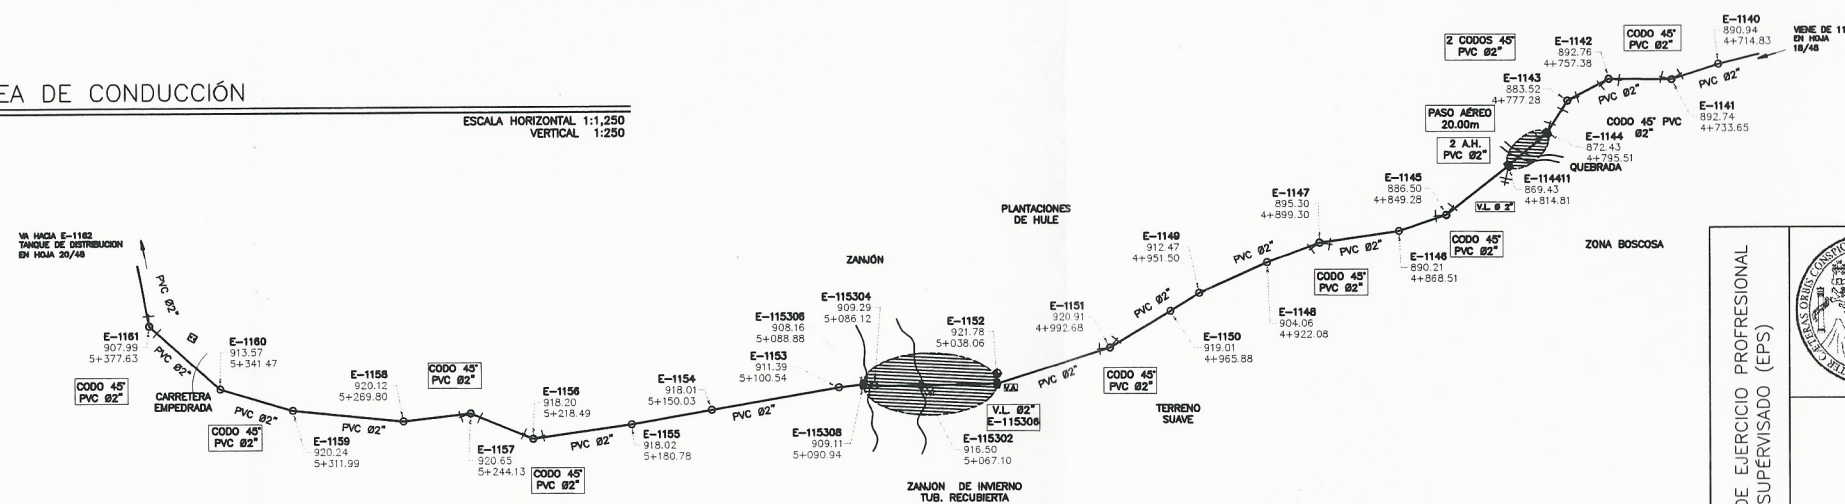 EA DE CONDUCCIÓN
ESCALA HORIZONTAL 1:1,250
VERTICAL 1:250
VA HACIA E-1162
TANQUE DE DISTRIBUCION
EN HOJA 20/48
PVC Ø2"
E-1161
907.99
5+377.63
CODO 45°
PVC Ø2"
PVC Ø2"
E-1160
913.57
5+341.47
CARRETERA
EMPEDRADA
PVC Ø2"
CODO 45°
PVC Ø2"
E-1159
920.24
5+311.99
PVC Ø2"
E-1158
920.12
5+269.80
CODO 45°
PVC Ø2"
E-1157
920.65
5+244.13
E-1156
918.20
5+218.49
CODO 45°
PVC Ø2"
PVC Ø2"
E-1155
918.02
5+180.78
E-1154
918.01
5+150.03
PVC Ø2"
E-1153
911.39
5+100.54
E-115306
908.16
5+088.88
E-115304
909.29
5+086.12
ZANJÓN
E-115308
909.11
5+090.94
E-1152
921.78
5+038.06
V.A
V.L. Ø2"
E-115306
E-115302
916.50
5+067.10
ZANJON DE INVIERNO
TUB. RECUBIERTA
PVC Ø2"
E-1151
920.91
4+992.68
CODO 45°
PVC Ø2"
TERRENO
SUAVE
PLANTACIONES
DE HULE
PVC Ø2"
E-1150
919.01
4+965.88
E-1149
912.47
4+951.50
PVC Ø2"
E-1148
904.06
4+922.08
E-1147
895.30
4+899.30
CODO 45°
PVC Ø2"
PVC Ø2"
E-1146
890.21
4+868.51
E-1145
886.50
4+849.28
CODO 45°
PVC Ø2"
V.L. Ø 2"
E-114411
869.43
4+814.81
QUEBRADA
PASO AÉREO
20.00m
2 A.H.
PVC Ø2"
E-1144
872.43
4+795.51
E-1143
883.52
4+777.28
2 CODOS 45°
PVC Ø2"
E-1142
892.76
4+757.38
PVC Ø2"
CODO 45° PVC
Ø2"
CODO 45°
PVC Ø2"
E-1141
892.74
4+733.65
E-1140
890.94
4+714.83
PVC Ø2"
VIENE DE 11
EN HOJA
18/48
ZONA BOSCOSA
DE EJERCICIO PROFRESIONAL
SUPÉRVISADO (EPS)